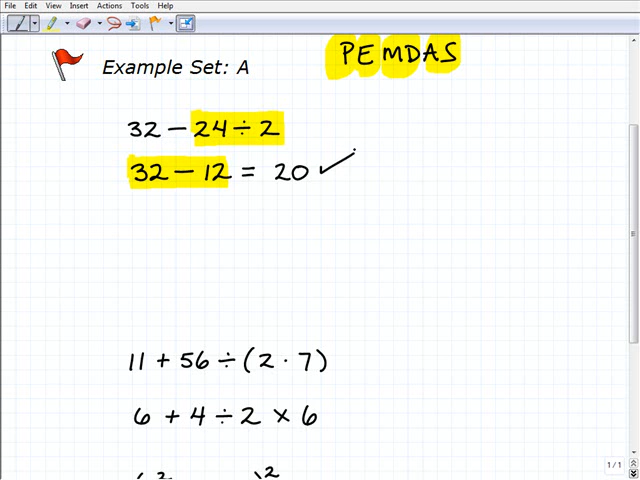 File Edit View Insert Actions Tools Help
PEMDAS
Example Set: A
32 − 24 ÷ 2
32 − 12 = 20 ✓
11 + 56 ÷ (2 · 7)
6 + 4 ÷ 2 × 6
1/1